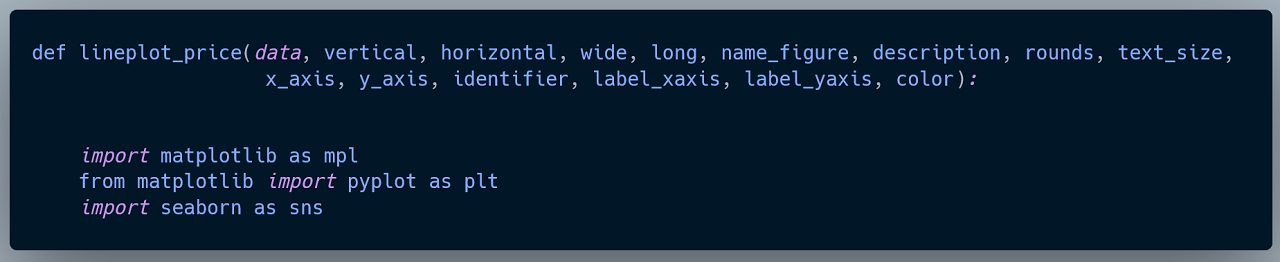 def lineplot_price(data, vertical, horizontal, wide, long, name_figure, description, rounds, text_size,
                    x_axis, y_axis, identifier, label_xaxis, label_yaxis, color):
    import matplotlib as mpl
    from matplotlib import pyplot as plt
    import seaborn as sns